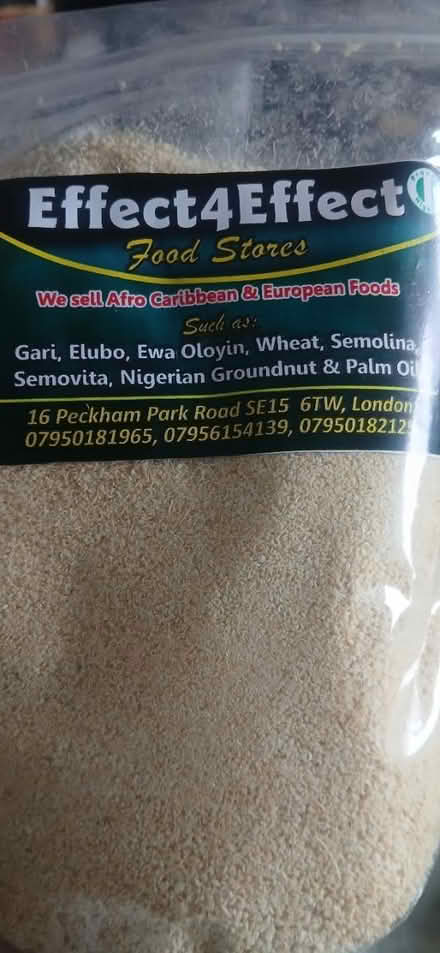 Effect4Effect
Food Stores
We sell Afro Caribbean & European Foods
Such as:
Gari, Elubo, Ewa Oloyin, Wheat, Semolina,
Semovita, Nigerian Groundnut & Palm Oil
16 Peckham Park Road SE15 6TW, London
07950181965, 07956154139,